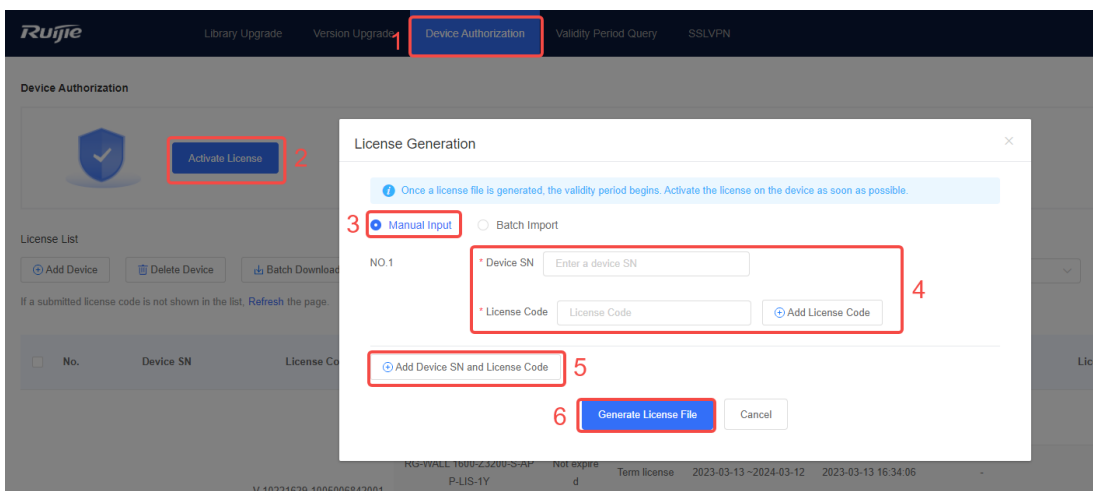 Ruijie Library Upgrade Version Upgrade 1 Device Authorization Validity Period Query SSLVPN
Device Authorization
Activate License 2
License Generation
Once a license file is generated, the validity period begins. Activate the license on the device as soon as possible.
3 Manual Input Batch Import
License List
NO.1 * Device SN Enter a device SN
Add Device Delete Device Batch Download
4
If a submitted license code is not shown in the list, Refresh the page.
* License Code License Code Add License Code
No. Device SN License Co Lic
Add Device SN and License Code 5
6 Generate License File Cancel
RG-WALL 1600-Z3200-S-AP Not expire
Term license 2023-03-13 ~2024-03-12 2023-03-13 16:34:06 -
P-LIS-1Y d